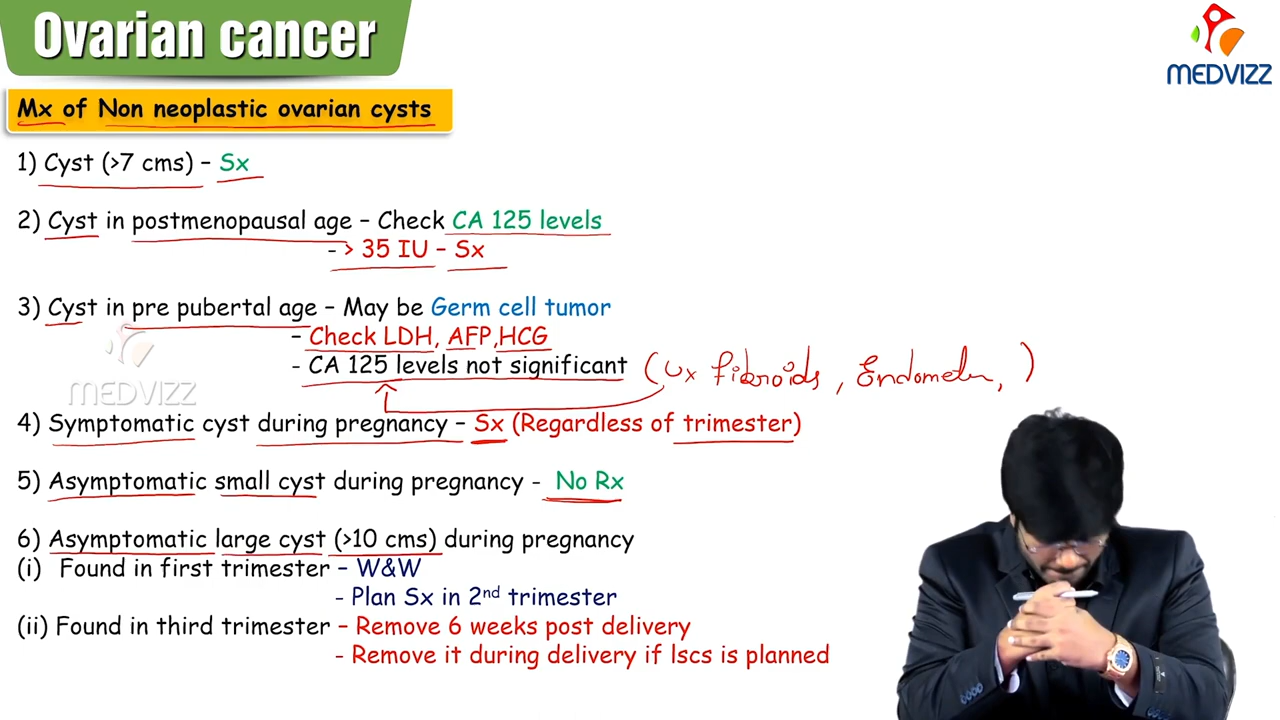 Ovarian cancer
MEDVIZZ
Mx of Non neoplastic ovarian cysts
1) Cyst (>7 cms) – Sx
2) Cyst in postmenopausal age – Check CA 125 levels
- > 35 IU – Sx
3) Cyst in pre pubertal age – May be Germ cell tumor
– Check LDH, AFP,HCG
- CA 125 levels not significant (Ux fibroids, Endometr, )
MEDVIZZ
4) Symptomatic cyst during pregnancy – Sx (Regardless of trimester)
5) Asymptomatic small cyst during pregnancy - No Rx
6) Asymptomatic large cyst (>10 cms) during pregnancy
(i) Found in first trimester – W&W
- Plan Sx in 2nd trimester
(ii) Found in third trimester – Remove 6 weeks post delivery
- Remove it during delivery if lscs is planned